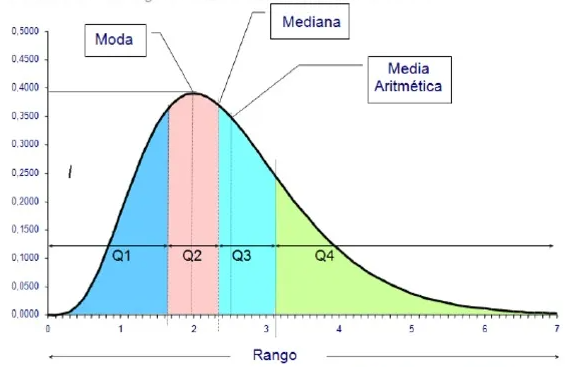 Mediana
Moda
Media
Aritmética
0,5000
0,4500
0,4000
0,3500
0,3000
0,2500
0,2000
0,1500
0,1000
0,0500
0,0000
I
Q1 Q2 Q3 Q4
0 1 2 3 4 5 6 7
Rango